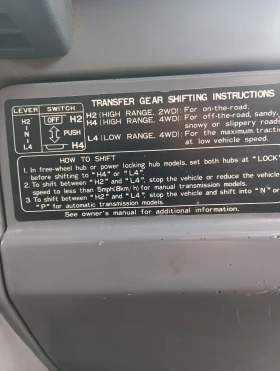 TRANSFER GEAR SHIFTING INSTRUCTIONS
LEVER SWITCH
H2 OFF H2
I PUSH
N
L4 H4
H2 (HIGH RANGE, 2WD): For on-the-road.
H4 (HIGH RANGE, 4WD): For off-the-road, sandy,
snowy or slippery roads
L4 (LOW RANGE, 4WD): For the maximum tracti
at low vehicle speed.
HOW TO SHIFT
1. In free-wheel hub or power locking hub models, set both hubs at "LOCK"
before shifting to "H4" or "L4".
2. To shift between "H2" and "L4", stop the vehicle or reduce the vehicle
speed to less than 5mph(8km/h) for manual transmission models.
3. To shift between "H2" and "L4", stop the vehicle and shift into "N" or
"P" for automatic transmission models.
See owner's manual for additional information.